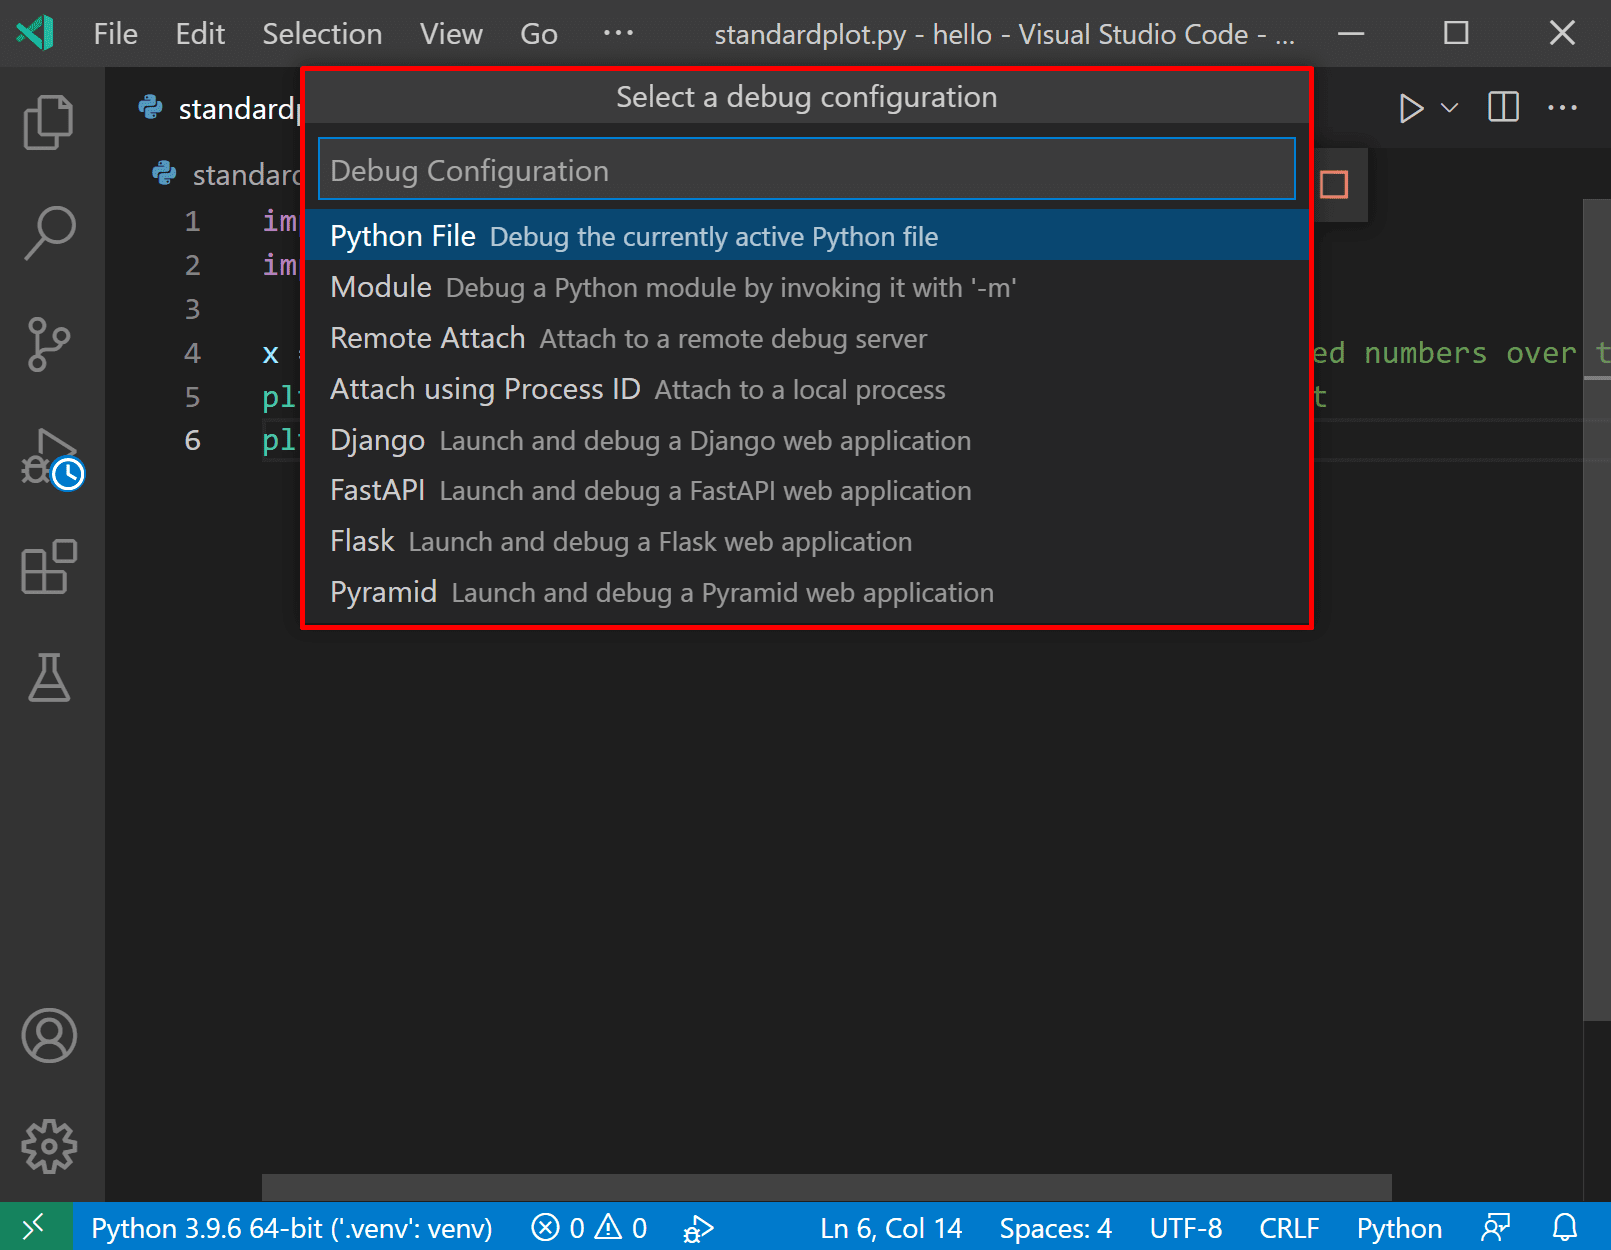 File Edit Selection View Go ··· standardplot.py - hello - Visual Studio Code - ...
standardp
Select a debug configuration
Debug Configuration
standard
Python File Debug the currently active Python file
Module Debug a Python module by invoking it with '-m'
Remote Attach Attach to a remote debug server
Attach using Process ID Attach to a local process
Django Launch and debug a Django web application
FastAPI Launch and debug a FastAPI web application
Flask Launch and debug a Flask web application
Pyramid Launch and debug a Pyramid web application
1 im
2 im
3
4 x = ed numbers over t
5 plt t
6 plt
Python 3.9.6 64-bit ('.venv': venv) 0 0 Ln 6, Col 14 Spaces: 4 UTF-8 CRLF Python